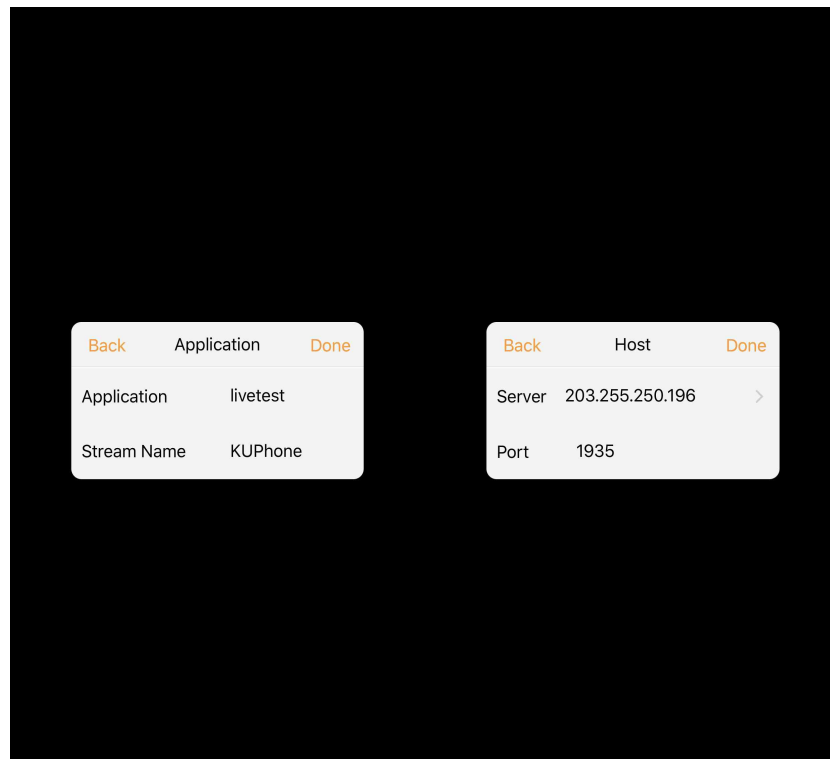 Back Application Done
Application livetest
Stream Name KUPhone
Back Host Done
Server 203.255.250.196
Port 1935